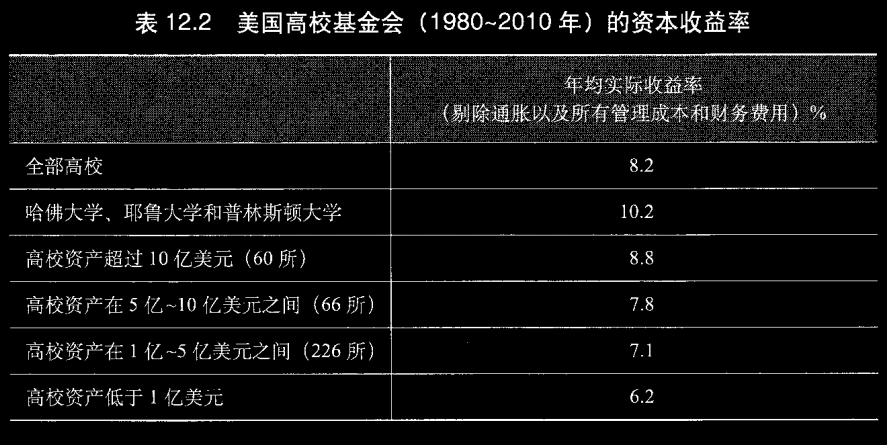 表 12.2 美国高校基金会（1980~2010 年）的资本收益率
年均实际收益率
（剔除通胀以及所有管理成本和财务费用）%
全部高校 8.2
哈佛大学、耶鲁大学和普林斯顿大学 10.2
高校资产超过 10 亿美元（60 所） 8.8
高校资产在 5 亿~10 亿美元之间（66 所） 7.8
高校资产在 1 亿~5 亿美元之间（226 所） 7.1
高校资产低于 1 亿美元 6.2